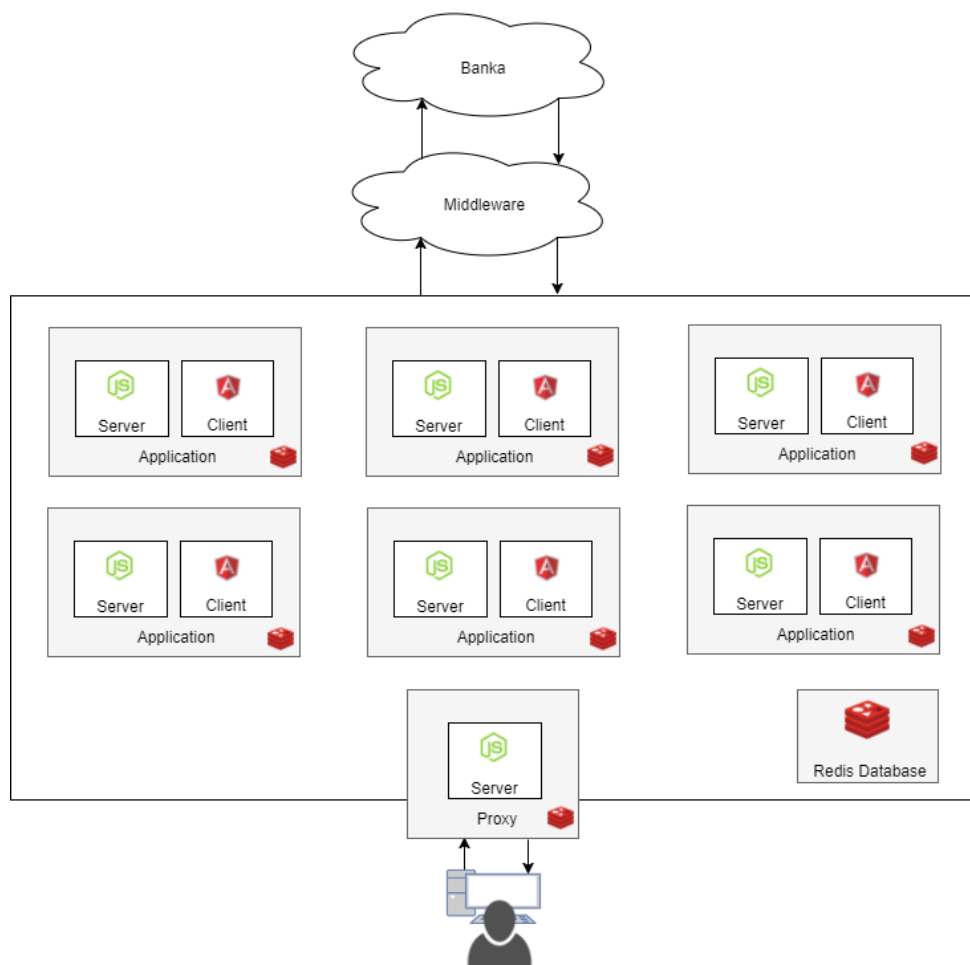 Banka
Middleware
Server
Client
Application
Server
Client
Application
Server
Client
Application
Server
Client
Application
Server
Client
Application
Server
Client
Application
Server
Proxy
Redis Database